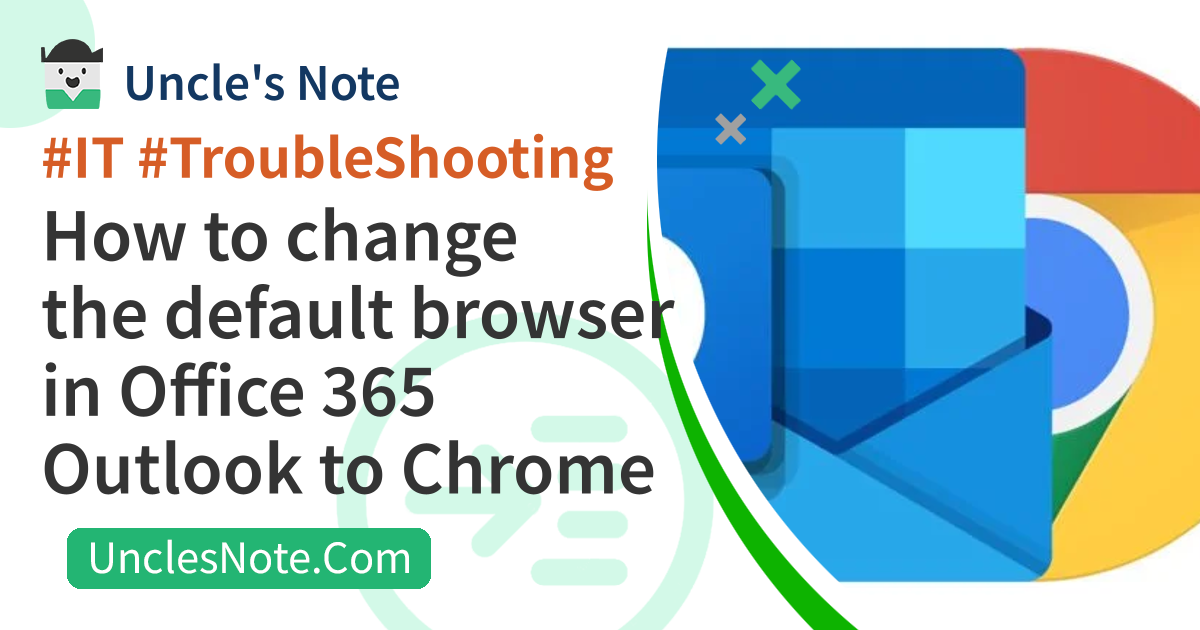 Uncle's Note
#IT #TroubleShooting
How to change
the default browser
in Office 365
Outlook to Chrome
UnclesNote.Com